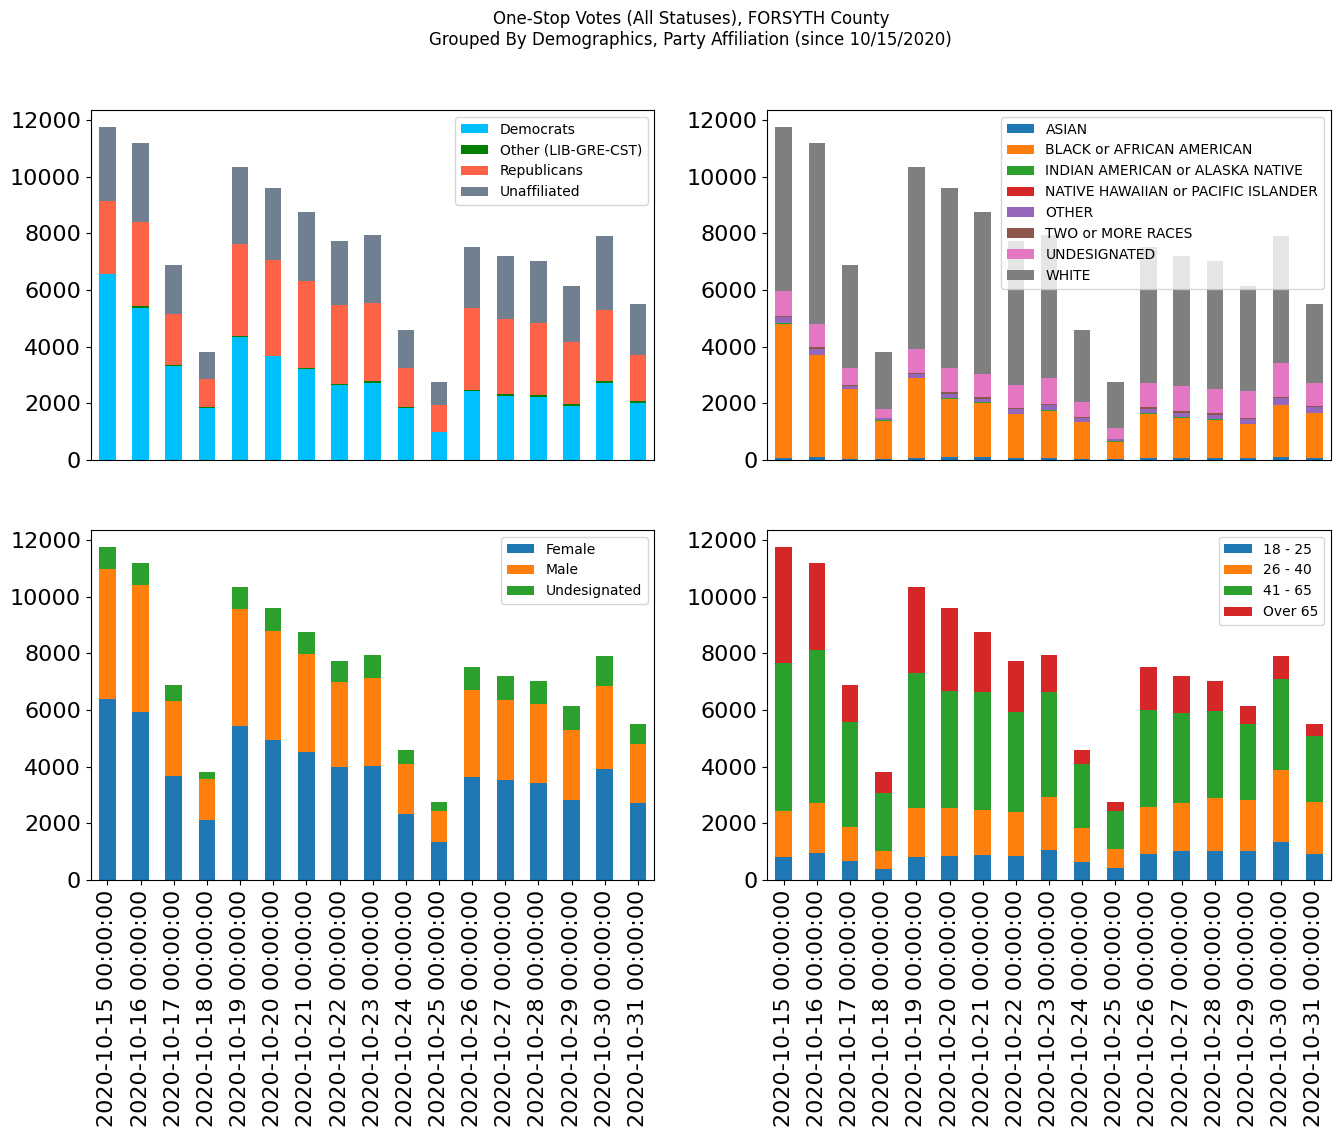 One-Stop Votes (All Statuses), FORSYTH County
Grouped By Demographics, Party Affiliation (since 10/15/2020)
12000
10000
8000
6000
4000
2000
0
Democrats
Other (LIB-GRE-CST)
Republicans
Unaffiliated
12000
10000
8000
6000
4000
2000
0
ASIAN
BLACK or AFRICAN AMERICAN
INDIAN AMERICAN or ALASKA NATIVE
NATIVE HAWAIIAN or PACIFIC ISLANDER
OTHER
TWO or MORE RACES
UNDESIGNATED
WHITE
12000
10000
8000
6000
4000
2000
0
Female
Male
Undesignated
2020-10-15 00:00:00
2020-10-16 00:00:00
2020-10-17 00:00:00
2020-10-18 00:00:00
2020-10-19 00:00:00
2020-10-20 00:00:00
2020-10-21 00:00:00
2020-10-22 00:00:00
2020-10-23 00:00:00
2020-10-24 00:00:00
2020-10-25 00:00:00
2020-10-26 00:00:00
2020-10-27 00:00:00
2020-10-28 00:00:00
2020-10-29 00:00:00
2020-10-30 00:00:00
2020-10-31 00:00:00
12000
10000
8000
6000
4000
2000
0
18 - 25
26 - 40
41 - 65
Over 65
2020-10-15 00:00:00
2020-10-16 00:00:00
2020-10-17 00:00:00
2020-10-18 00:00:00
2020-10-19 00:00:00
2020-10-20 00:00:00
2020-10-21 00:00:00
2020-10-22 00:00:00
2020-10-23 00:00:00
2020-10-24 00:00:00
2020-10-25 00:00:00
2020-10-26 00:00:00
2020-10-27 00:00:00
2020-10-28 00:00:00
2020-10-29 00:00:00
2020-10-30 00:00:00
2020-10-31 00:00:00